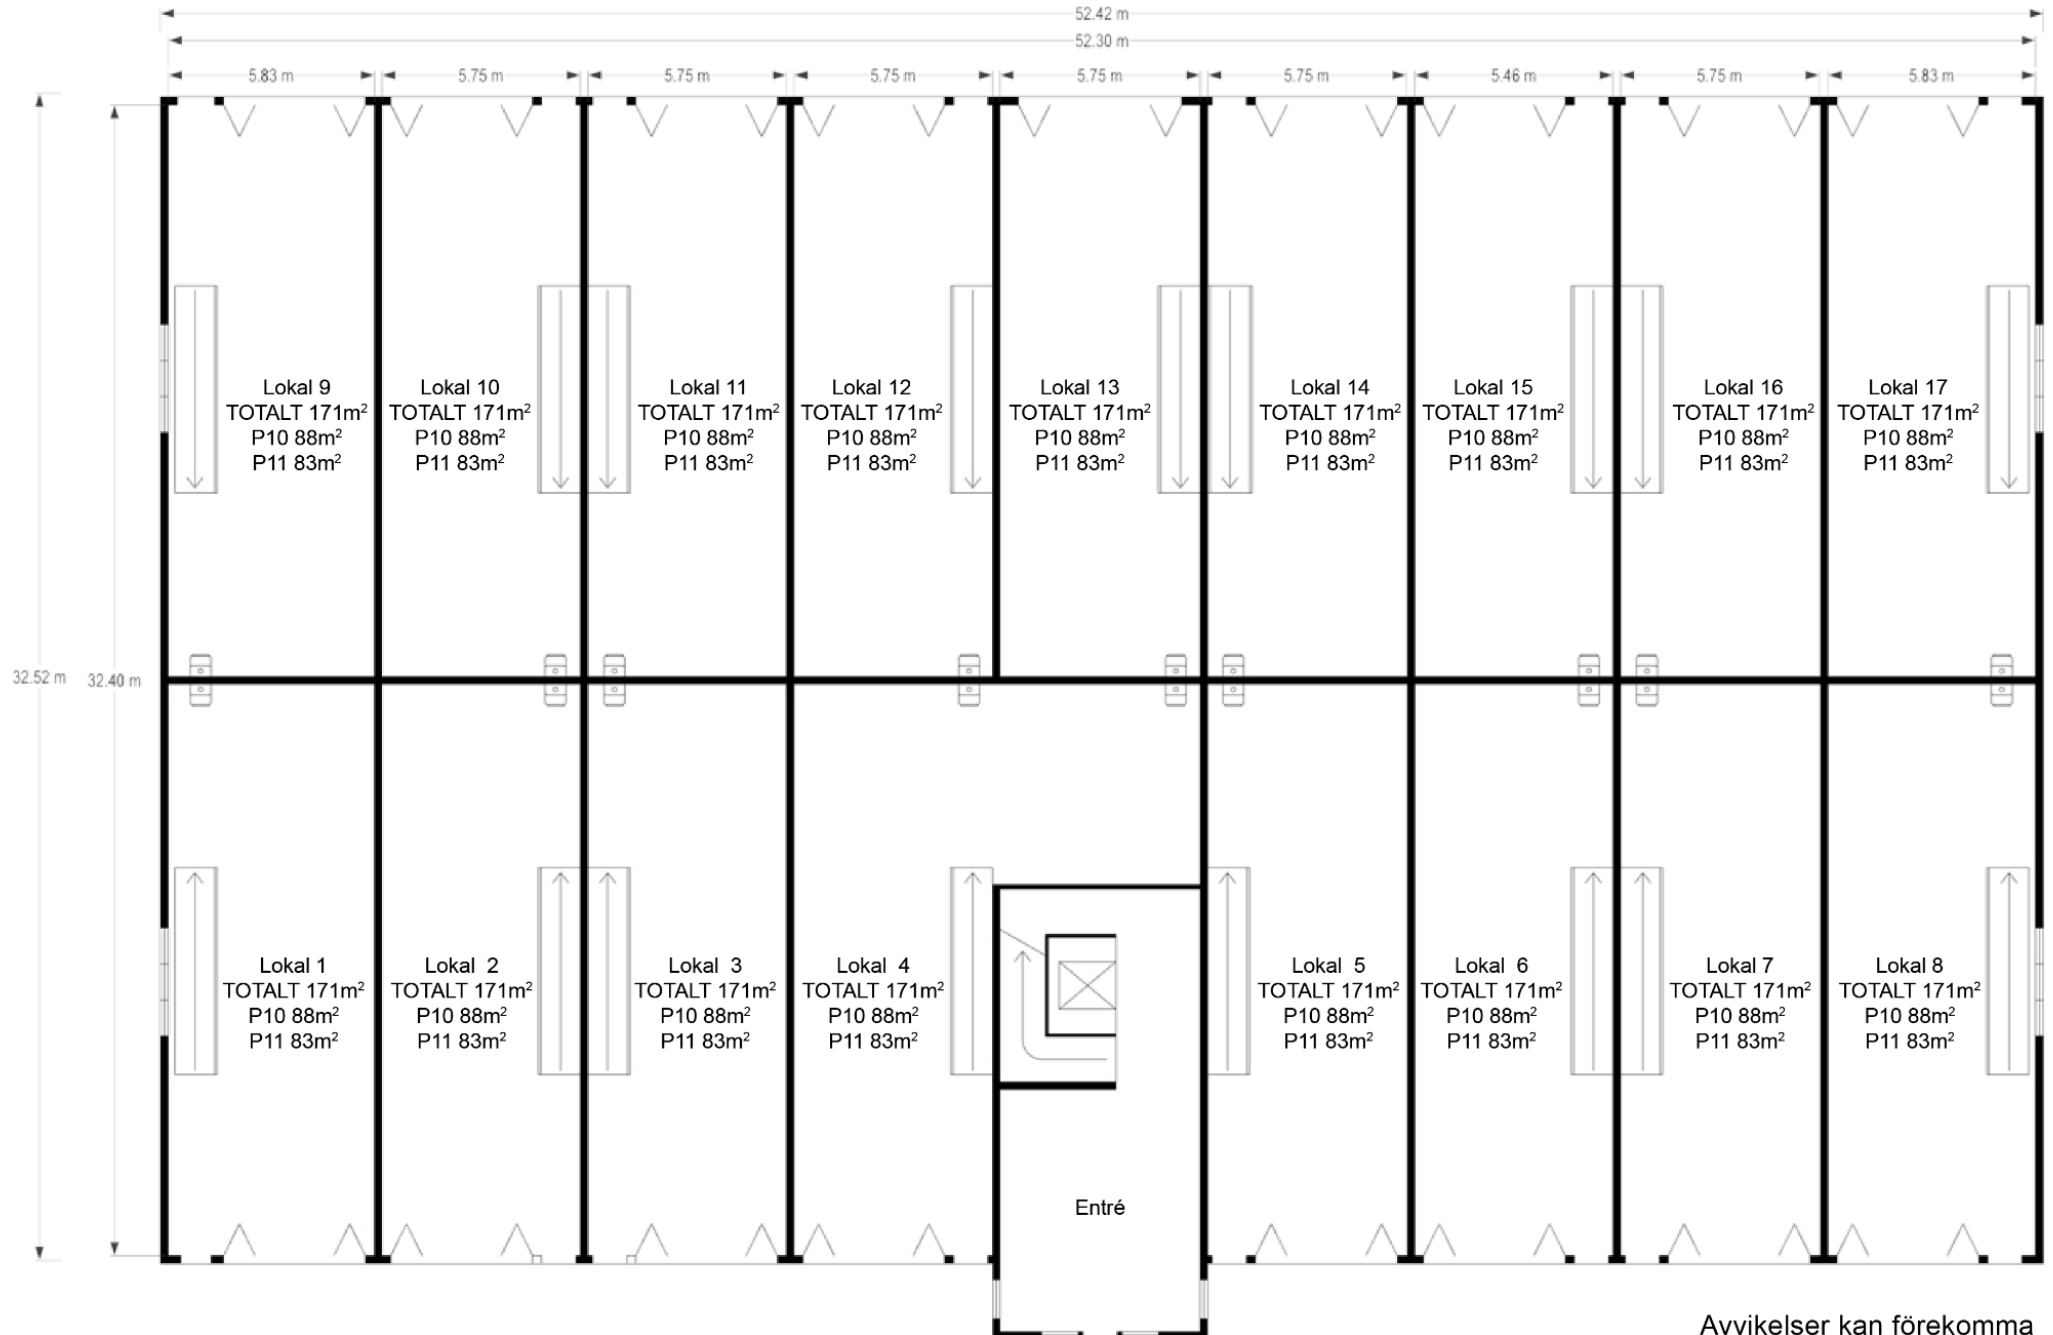 52.42 m
52.30 m
5.83 m 5.75 m 5.75 m 5.75 m 5.75 m 5.75 m 5.46 m 5.75 m 5.83 m
Lokal 9
TOTALT 171m²
P10 88m²
P11 83m²
Lokal 10
TOTALT 171m²
P10 88m²
P11 83m²
Lokal 11
TOTALT 171m²
P10 88m²
P11 83m²
Lokal 12
TOTALT 171m²
P10 88m²
P11 83m²
Lokal 13
TOTALT 171m²
P10 88m²
P11 83m²
Lokal 14
TOTALT 171m²
P10 88m²
P11 83m²
Lokal 15
TOTALT 171m²
P10 88m²
P11 83m²
Lokal 16
TOTALT 171m²
P10 88m²
P11 83m²
Lokal 17
TOTALT 171m²
P10 88m²
P11 83m²
32.52 m
32.40 m
Lokal 1
TOTALT 171m²
P10 88m²
P11 83m²
Lokal 2
TOTALT 171m²
P10 88m²
P11 83m²
Lokal 3
TOTALT 171m²
P10 88m²
P11 83m²
Lokal 4
TOTALT 171m²
P10 88m²
P11 83m²
Lokal 5
TOTALT 171m²
P10 88m²
P11 83m²
Lokal 6
TOTALT 171m²
P10 88m²
P11 83m²
Lokal 7
TOTALT 171m²
P10 88m²
P11 83m²
Lokal 8
TOTALT 171m²
P10 88m²
P11 83m²
Entré
Avvikelser kan förekomma